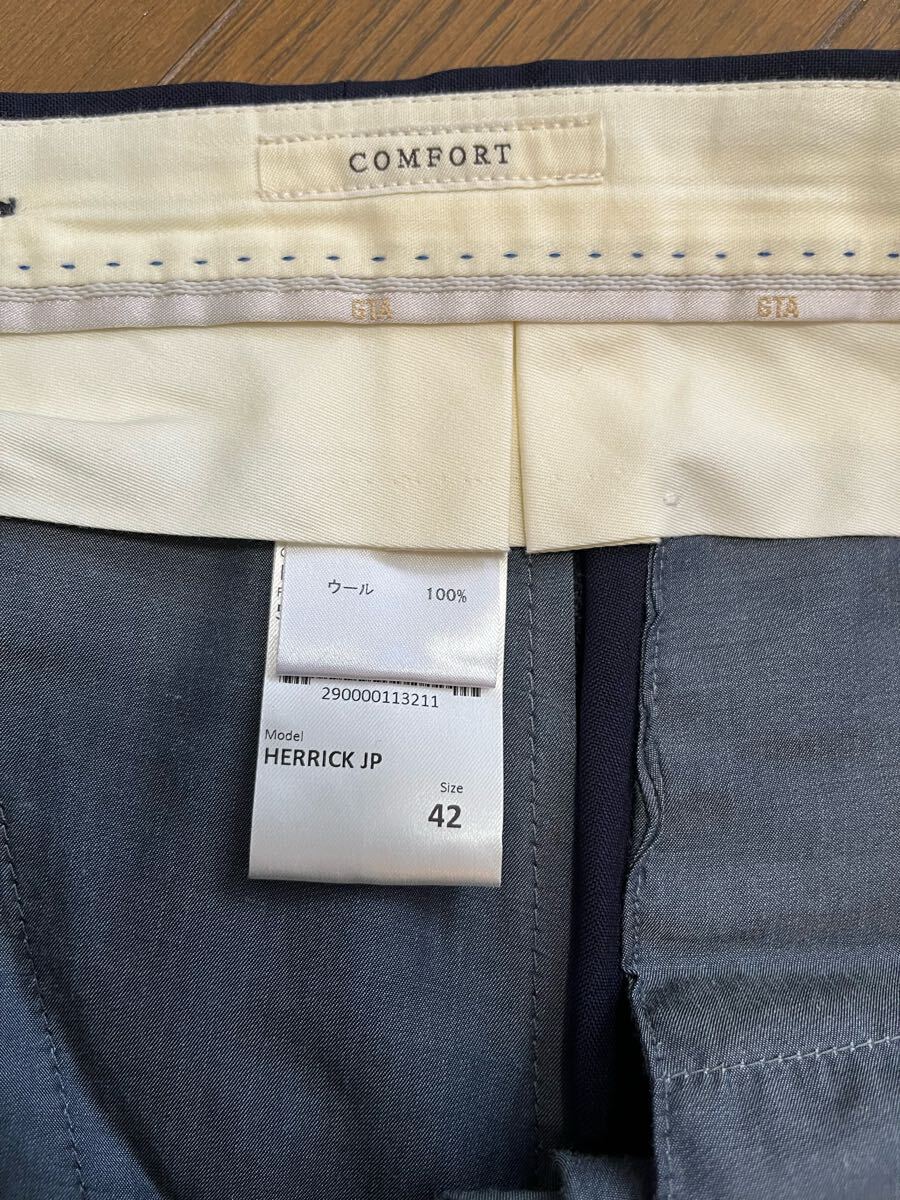 COMFORT
GTA GTA
ウール 100%
290000113211
Model
HERRICK JP
Size
42